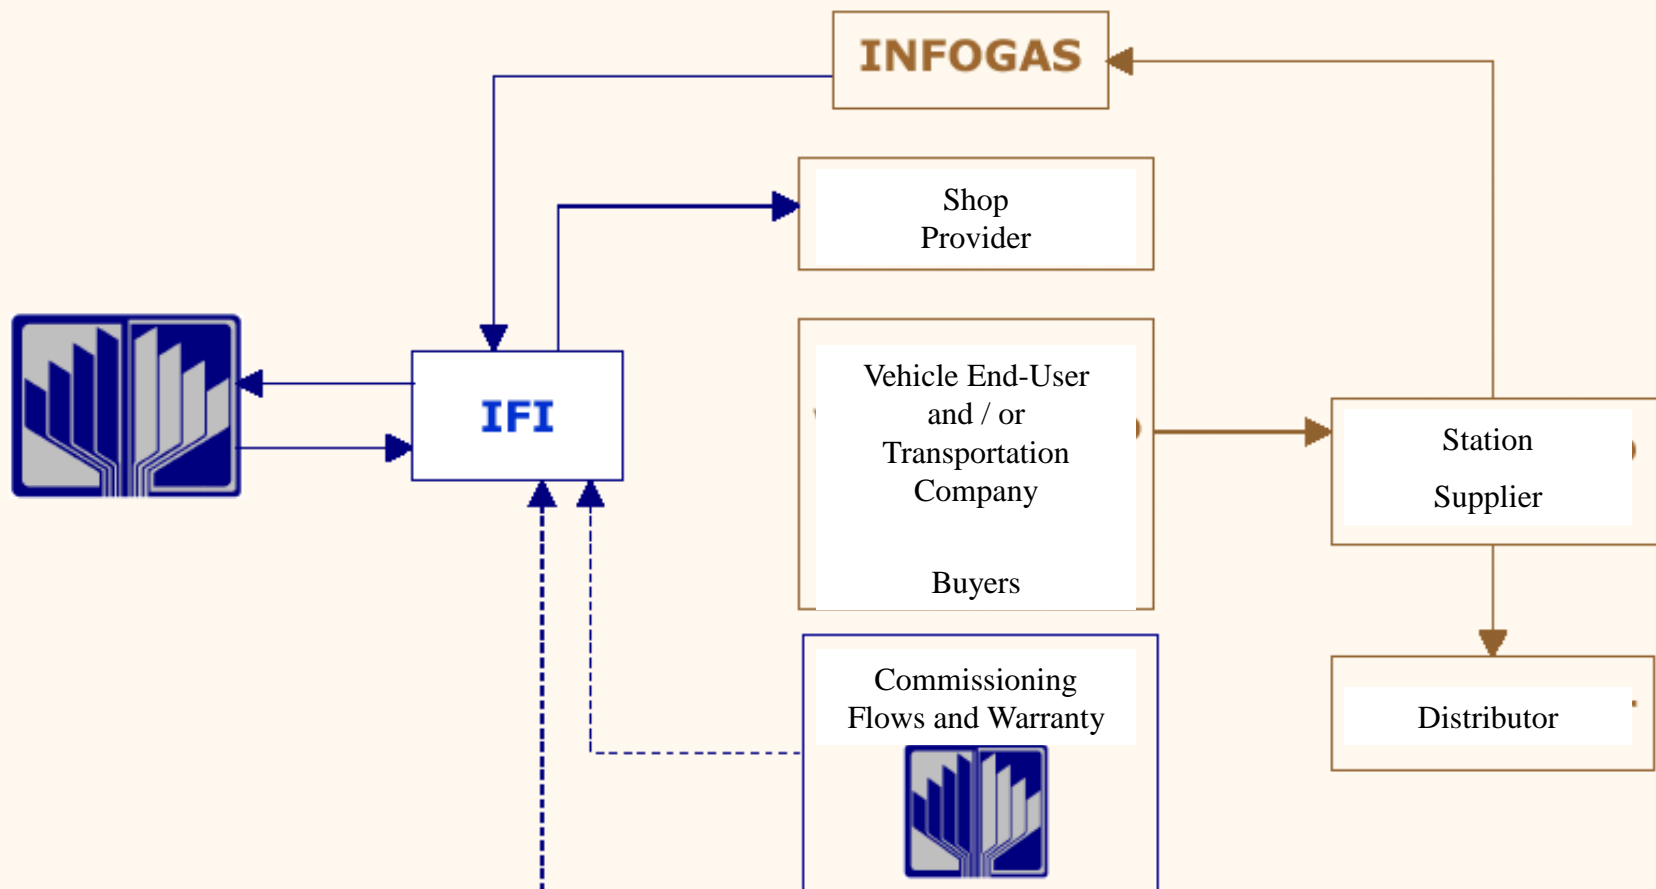 INFOGAS
Shop
Provider
IFI
Vehicle End-User
and / or
Transportation
Company
Buyers
Station
Supplier
Commissioning
Flows and Warranty
Distributor